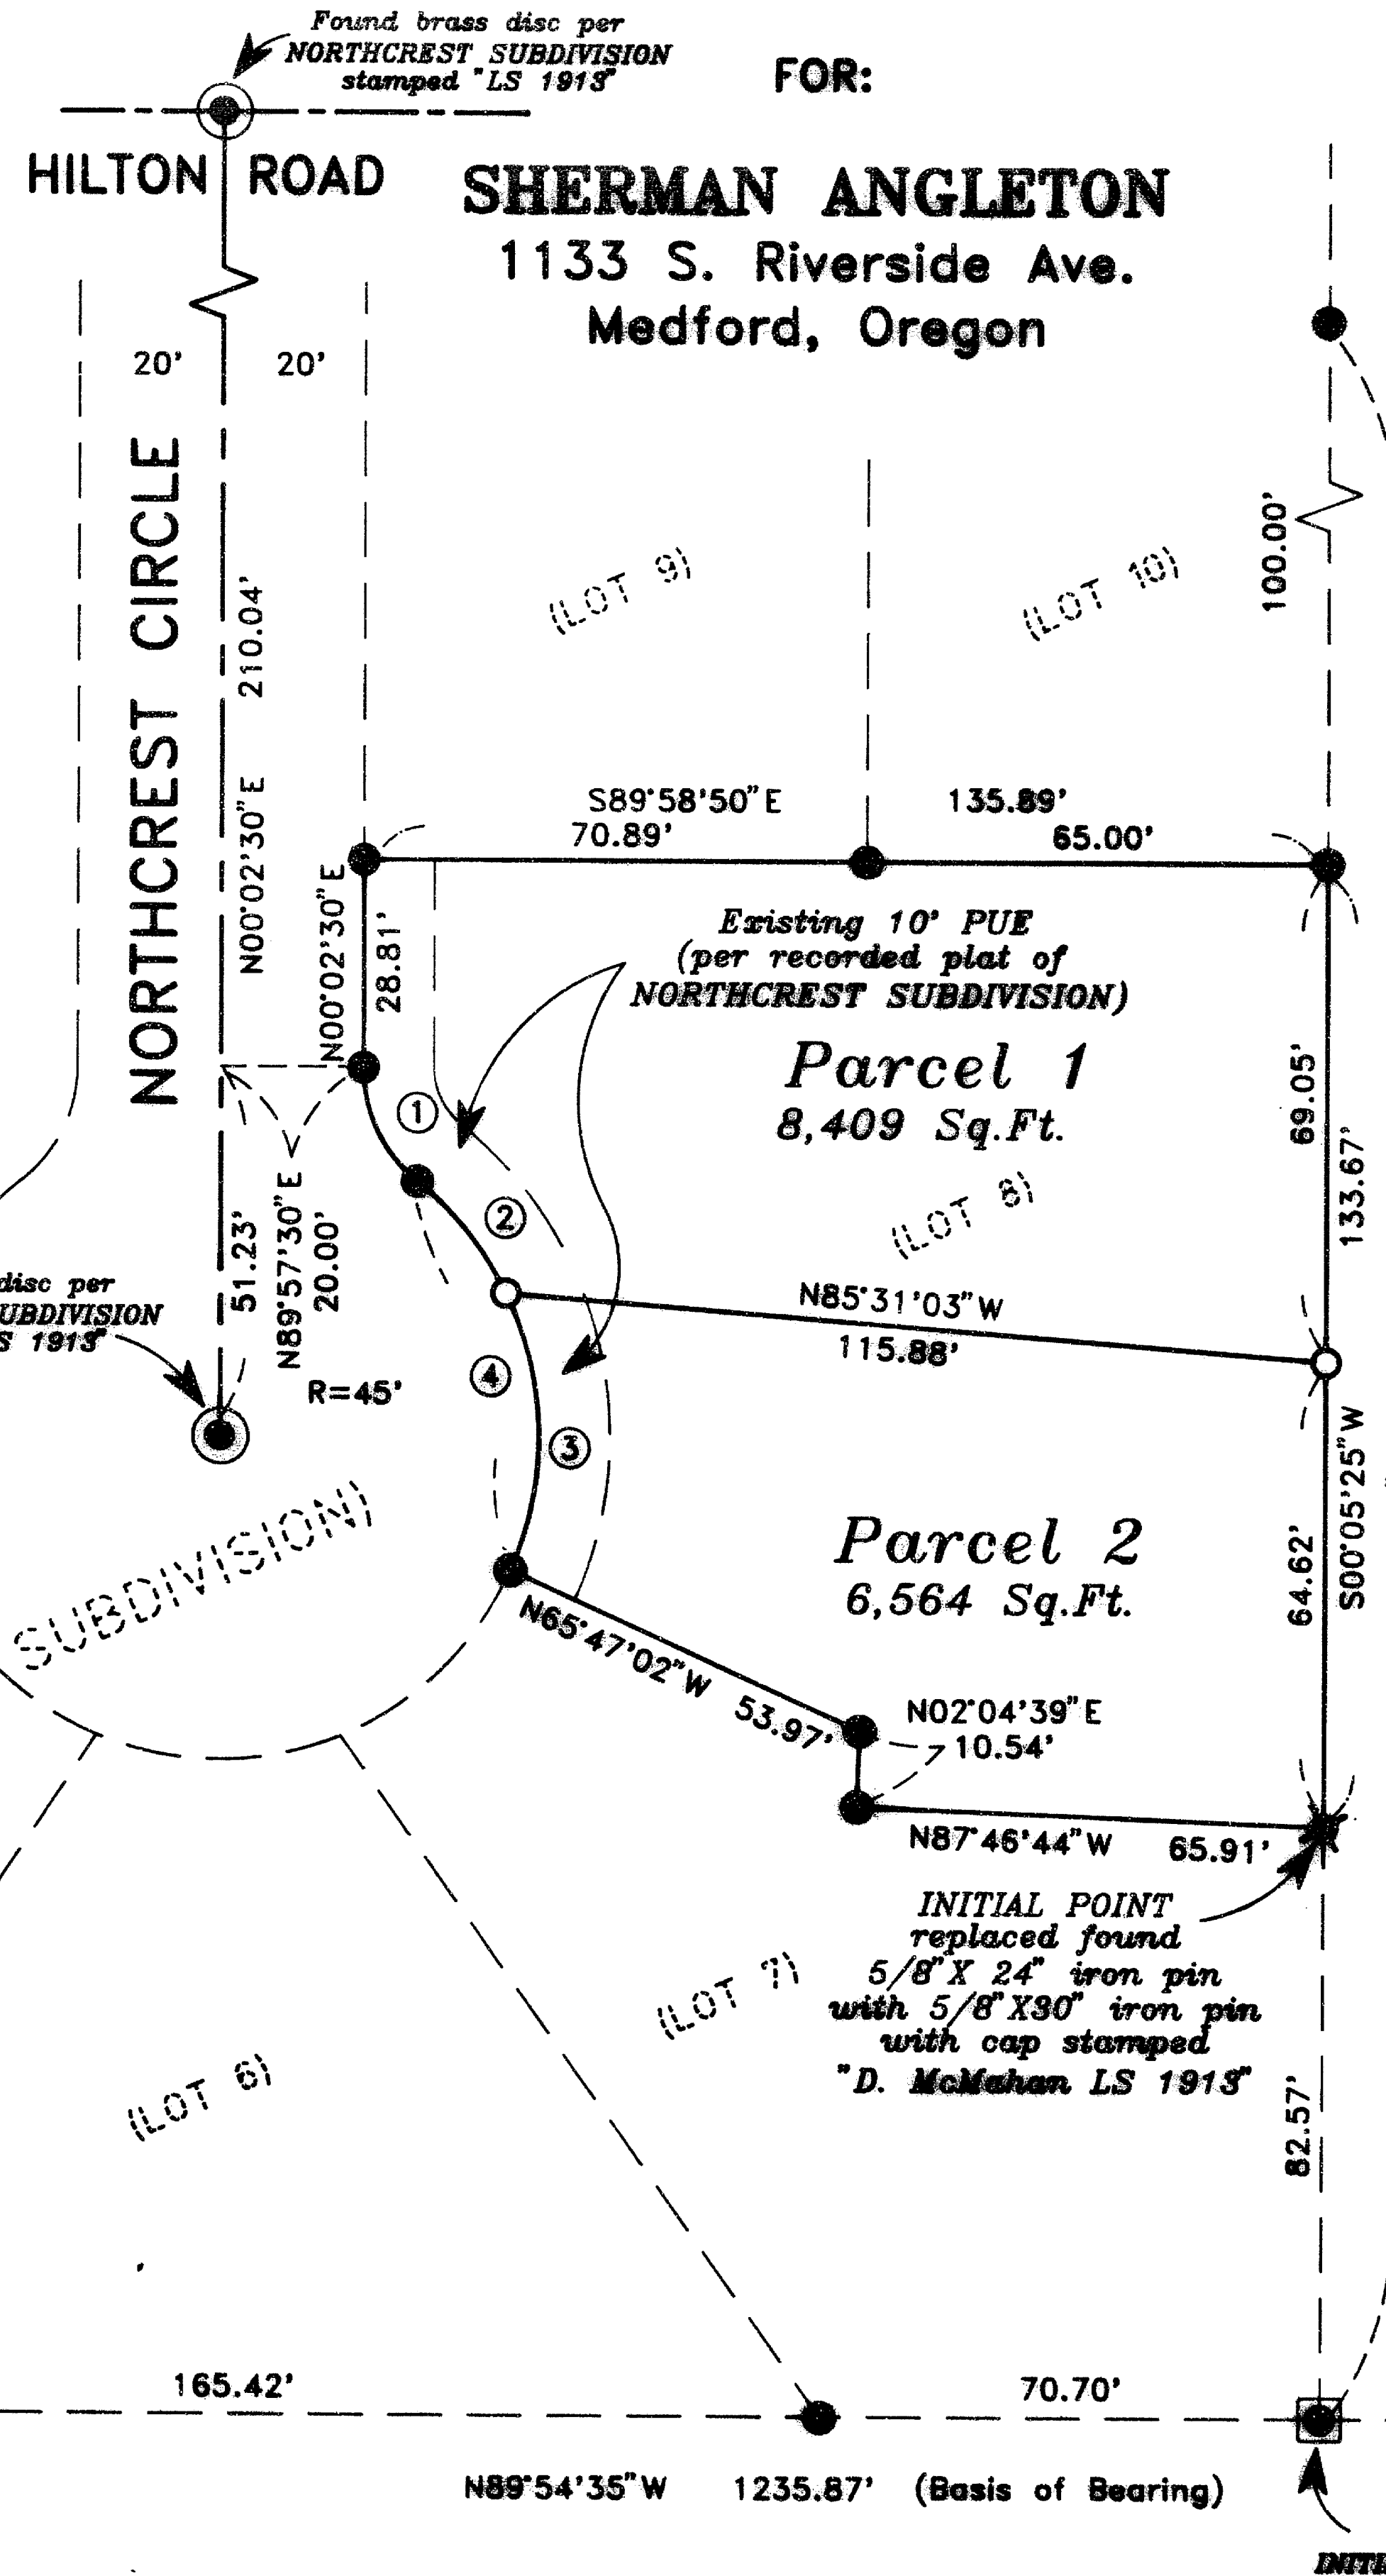 Found brass disc per
NORTHCREST SUBDIVISION
stamped "LS 1913"
FOR:
HILTON ROAD
SHERMAN ANGLETON
1133 S. Riverside Ave.
Medford, Oregon
20' 20'
NORTHCREST CIRCLE
N00°02'30"E 210.04'
(LOT 9)
(LOT 10)
100.00'
S89°58'50"E 135.89'
70.89' 65.00'
N00°02'30"E
28.81'
Existing 10' PUE
(per recorded plat of
NORTHCREST SUBDIVISION)
Parcel 1
8,409 Sq.Ft.
1
2
(LOT 8)
69.05'
133.67'
51.23'
N89°57'30"E
20.00'
disc per
UBDIVISION
S 1913"
N85°31'03"W
115.88'
R=45'
4
3
S00°05'25"W
64.62'
SUBDIVISION)
Parcel 2
6,564 Sq.Ft.
N65°47'02"W 53.97'
N02°04'39"E
10.54'
N87°46'44"W 65.91'
INITIAL POINT
replaced found
5/8"X 24" iron pin
with 5/8"X30" iron pin
with cap stamped
"D. McMahan LS 1913"
(LOT 7)
(LOT 6)
82.57'
165.42' 70.70'
N89°54'35"W 1235.87' (Basis of Bearing)
INITI